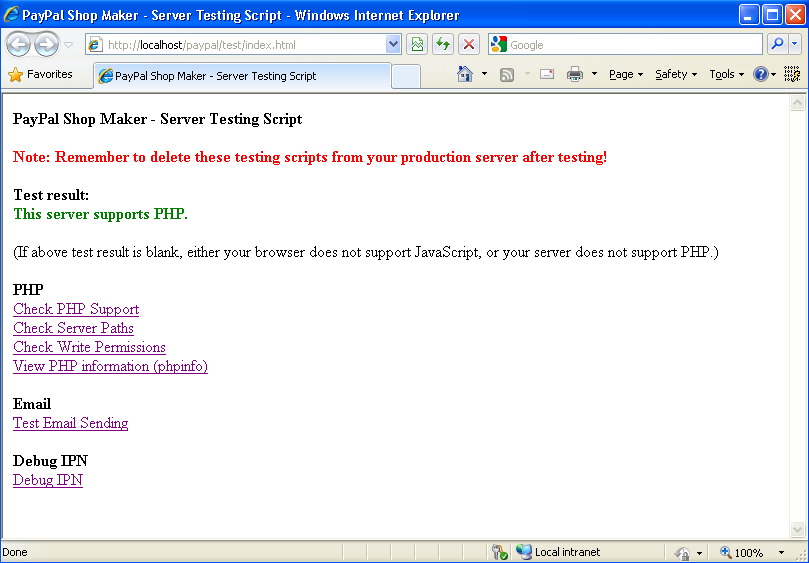 PayPal Shop Maker - Server Testing Script - Windows Internet Explorer
http://localhost/paypal/test/index.html
Google
Favorites
PayPal Shop Maker - Server Testing Script
Page
Safety
Tools
PayPal Shop Maker - Server Testing Script
Note: Remember to delete these testing scripts from your production server after testing!
Test result:
This server supports PHP.
(If above test result is blank, either your browser does not support JavaScript, or your server does not support PHP.)
PHP
Check PHP Support
Check Server Paths
Check Write Permissions
View PHP information (phpinfo)
Email
Test Email Sending
Debug IPN
Debug IPN
Done
Local intranet
100%